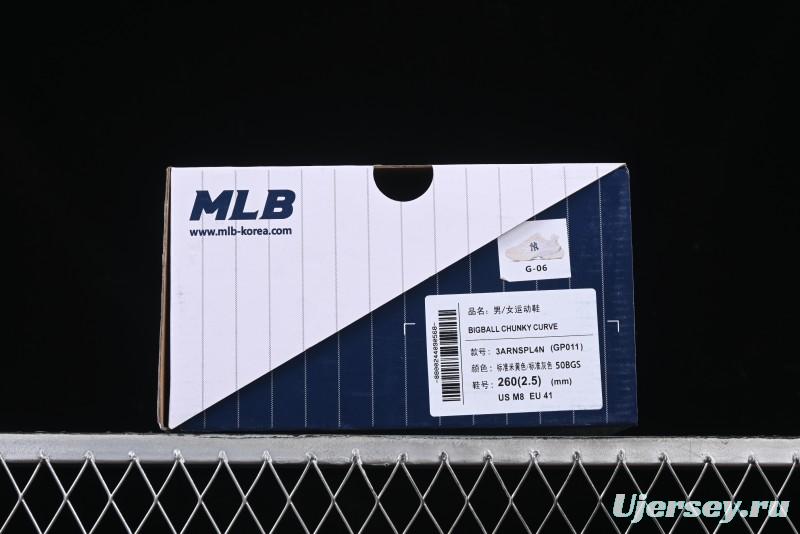 MLB
www.mlb-korea.com
NY
G-06
品名: 男/女运动鞋
BIGBALL CHUNKY CURVE
款号: 3ARNSPL4N (GP011)
颜色: 标准米黄色/标准灰色 50BGS
鞋号: 260(2.5) (mm)
US M8 EU 41
Ujersey.ru